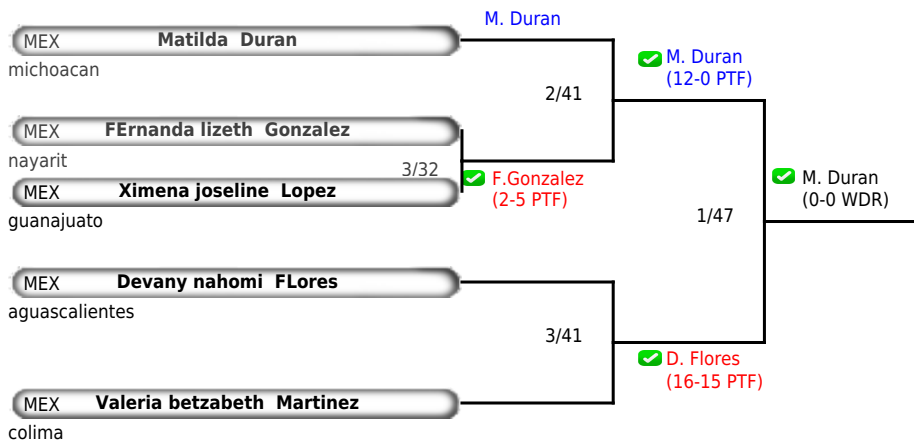 M. Duran
MEX Matilda Duran
michoacan
M. Duran
(12-0 PTF)
2/41
MEX FErnanda lizeth Gonzalez
nayarit
3/32
F.Gonzalez
(2-5 PTF)
MEX Ximena joseline Lopez
guanajuato
M. Duran
(0-0 WDR)
1/47
MEX Devany nahomi FLores
aguascalientes
3/41
D. Flores
(16-15 PTF)
MEX Valeria betzabeth Martinez
colima